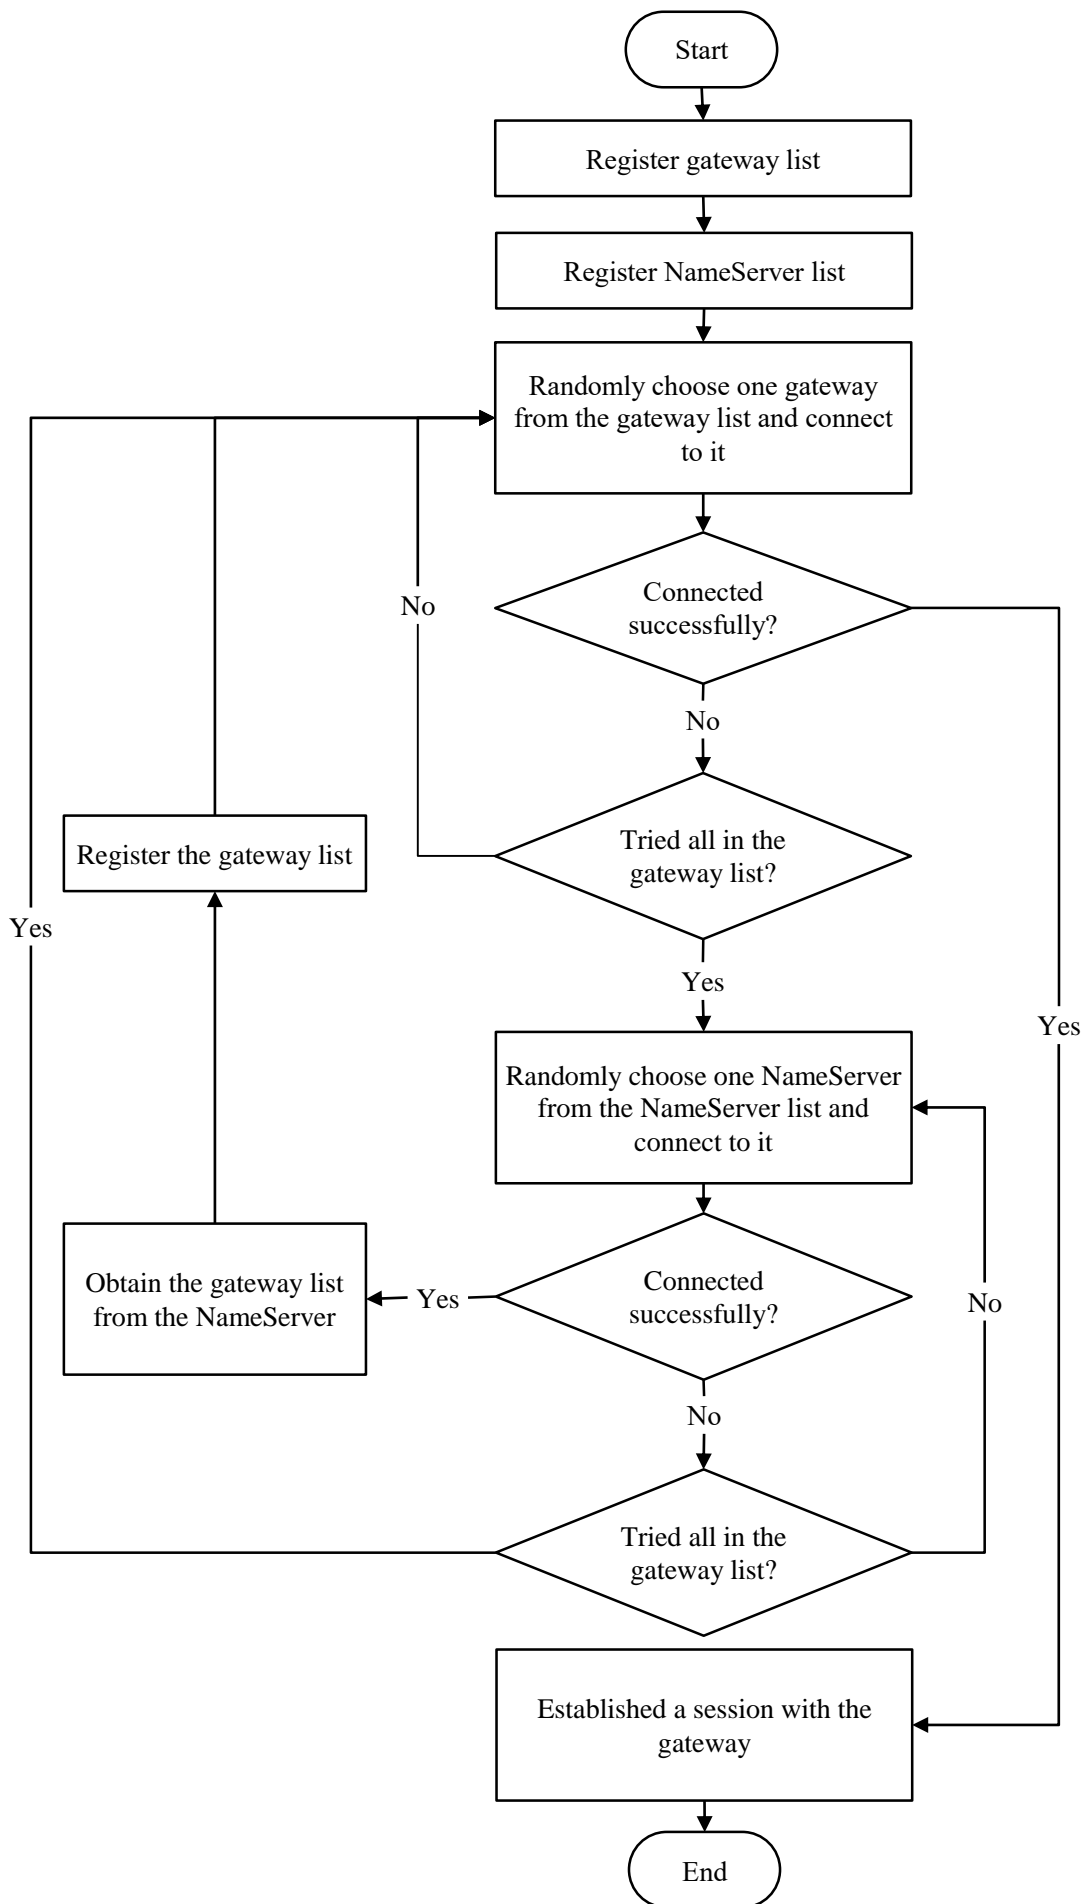 Start
Register gateway list
Register NameServer list
Randomly choose one gateway
from the gateway list and connect
to it
Connected
successfully?
No
No
Tried all in the
gateway list?
Register the gateway list
Yes
Yes
Yes
Randomly choose one NameServer
from the NameServer list and
connect to it
Connected
successfully?
Yes
Obtain the gateway list
from the NameServer
No
No
Tried all in the
gateway list?
Established a session with the
gateway
End